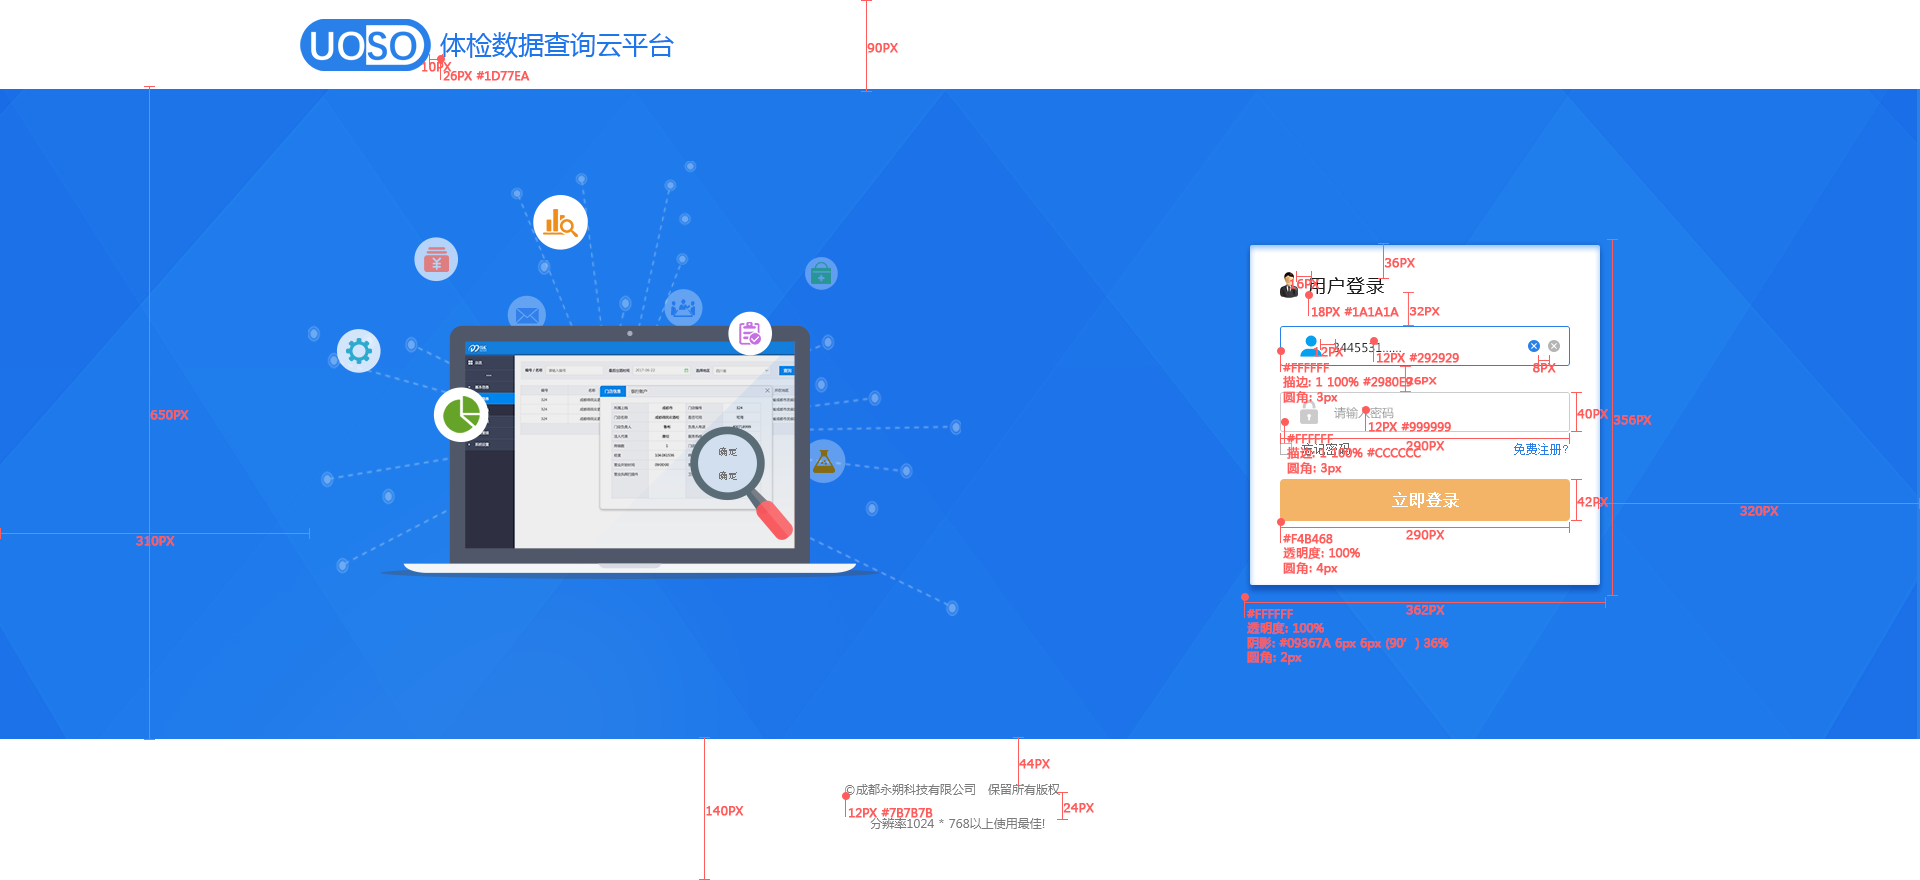 UOSO 体检数据查询云平台
10PX
26PX #1D77EA
90PX
650PX
310PX
确定
确定
36PX
用户登录
16PX
18PX #1A1A1A
32PX
3445531......
12PX
12PX #292929
8PX
#FFFFFF
描边: 1 100% #2980E9
26PX
圆角: 3px
请输入密码
40PX
12PX #999999
356PX
#FFFFFF
290PX
忘记密码
免费注册?
描边: 1 100% #CCCCCC
圆角: 3px
立即登录
42PX
320PX
290PX
#F4B468
透明度: 100%
圆角: 4px
362PX
#FFFFFF
透明度: 100%
阴影: #09367A 6px 6px (90′) 36%
圆角: 2px
44PX
140PX
©成都永朔科技有限公司 保留所有版权
12PX #7B7B7B
24PX
分辨率1024 * 768以上使用最佳!